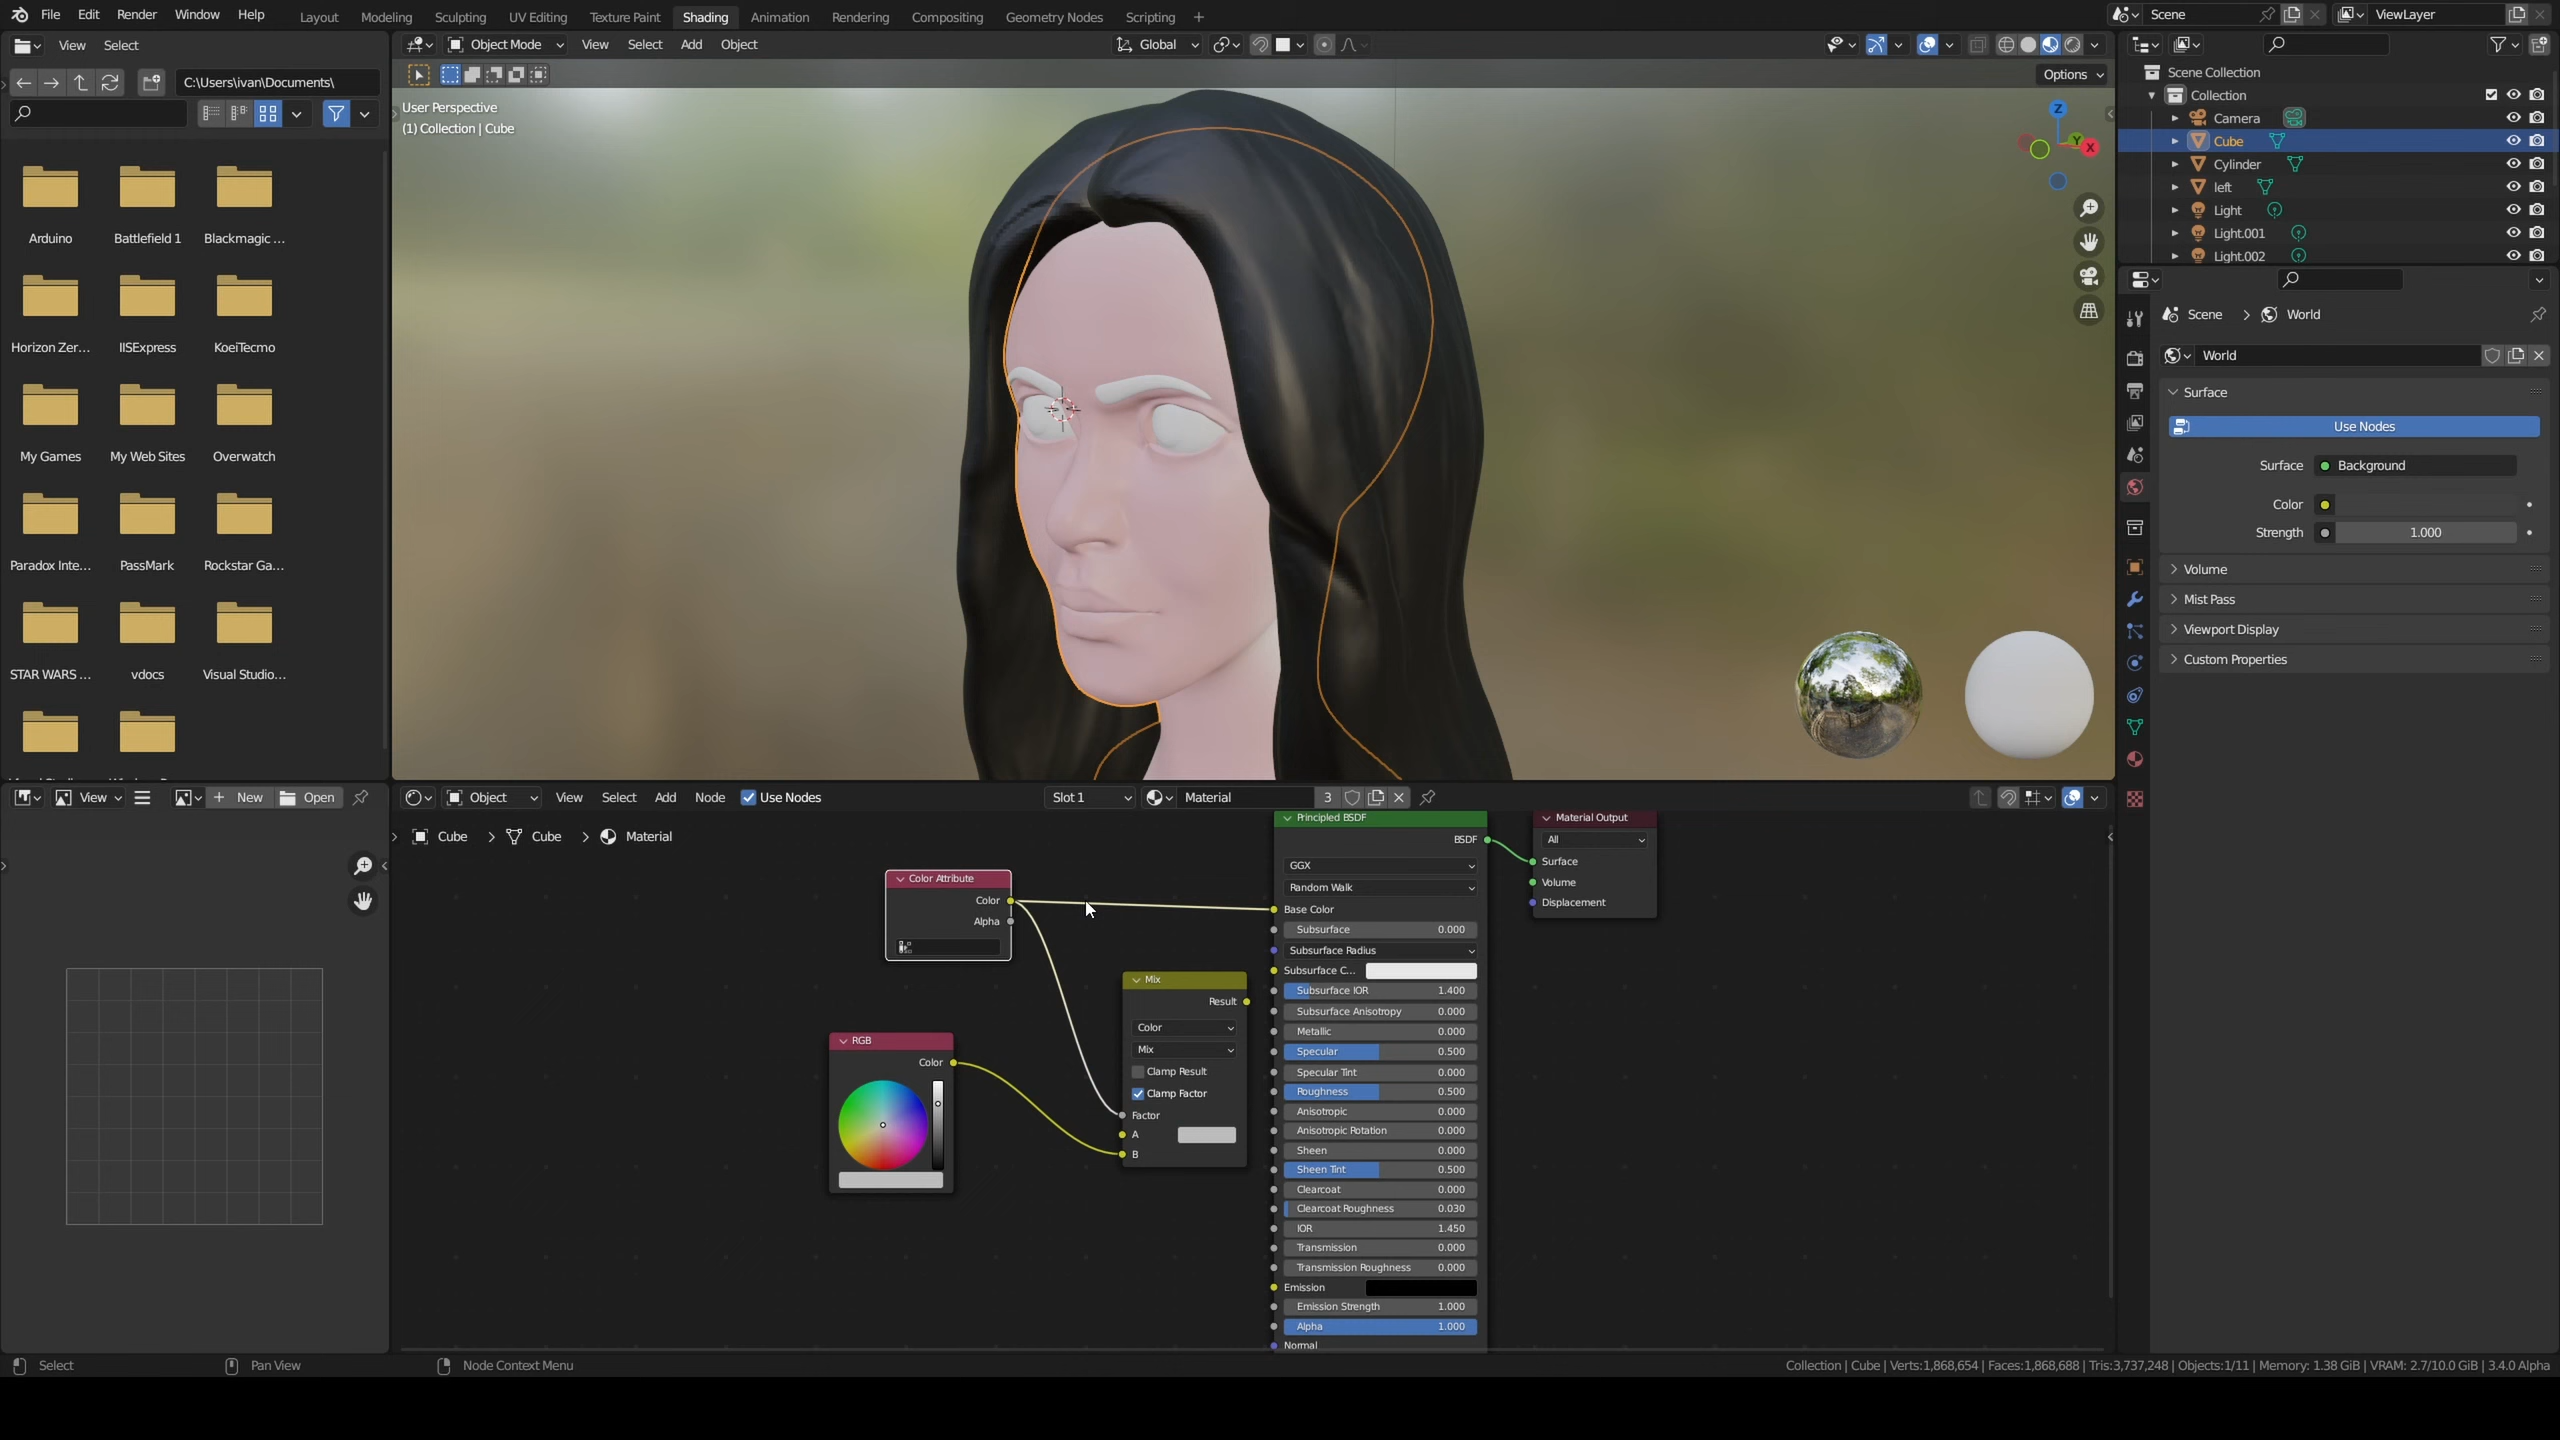 File Edit Render Window Help Layout Modeling Sculpting UV Editing Texture Paint Shading Animation Rendering Compositing Geometry Nodes Scripting + Scene ViewLayer
View Select
C:\Users\ivan\Documents\
Arduino Battlefield 1 Blackmagic ...
Horizon Zer... IISExpress KoeiTecmo
My Games My Web Sites Overwatch
Paradox Inte... PassMark Rockstar Ga...
STAR WARS ... vdocs Visual Studio...
Object Mode View Select Add Object Global
Options
User Perspective
(1) Collection | Cube
Z
Y
X
Scene Collection
Collection
Camera
Cube
Cylinder
left
Light
Light.001
Light.002
Scene > World
World
Surface
Use Nodes
Surface Background
Color
Strength 1.000
Volume
Mist Pass
Viewport Display
Custom Properties
View + New Open
Object View Select Add Node Use Nodes Slot 1 Material 3
Cube > Cube > Material
Color Attribute
Color
Alpha
RGB
Color
Mix
Result
Color
Mix
Clamp Result
Clamp Factor
Factor
A
B
Principled BSDF
BSDF
GGX
Random Walk
Base Color
Subsurface 0.000
Subsurface Radius
Subsurface C...
Subsurface IOR 1.400
Subsurface Anisotropy 0.000
Metallic 0.000
Specular 0.500
Specular Tint 0.000
Roughness 0.500
Anisotropic 0.000
Anisotropic Rotation 0.000
Sheen 0.000
Sheen Tint 0.500
Clearcoat 0.000
Clearcoat Roughness 0.030
IOR 1.450
Transmission 0.000
Transmission Roughness 0.000
Emission
Emission Strength 1.000
Alpha 1.000
Normal
Material Output
All
Surface
Volume
Displacement
Select Pan View Node Context Menu
Collection | Cube | Verts:1,868,654 | Faces:1,868,688 | Tris:3,737,248 | Objects:1/11 | Memory: 1.38 GiB | VRAM: 2.7/10.0 GiB | 3.4.0 Alpha